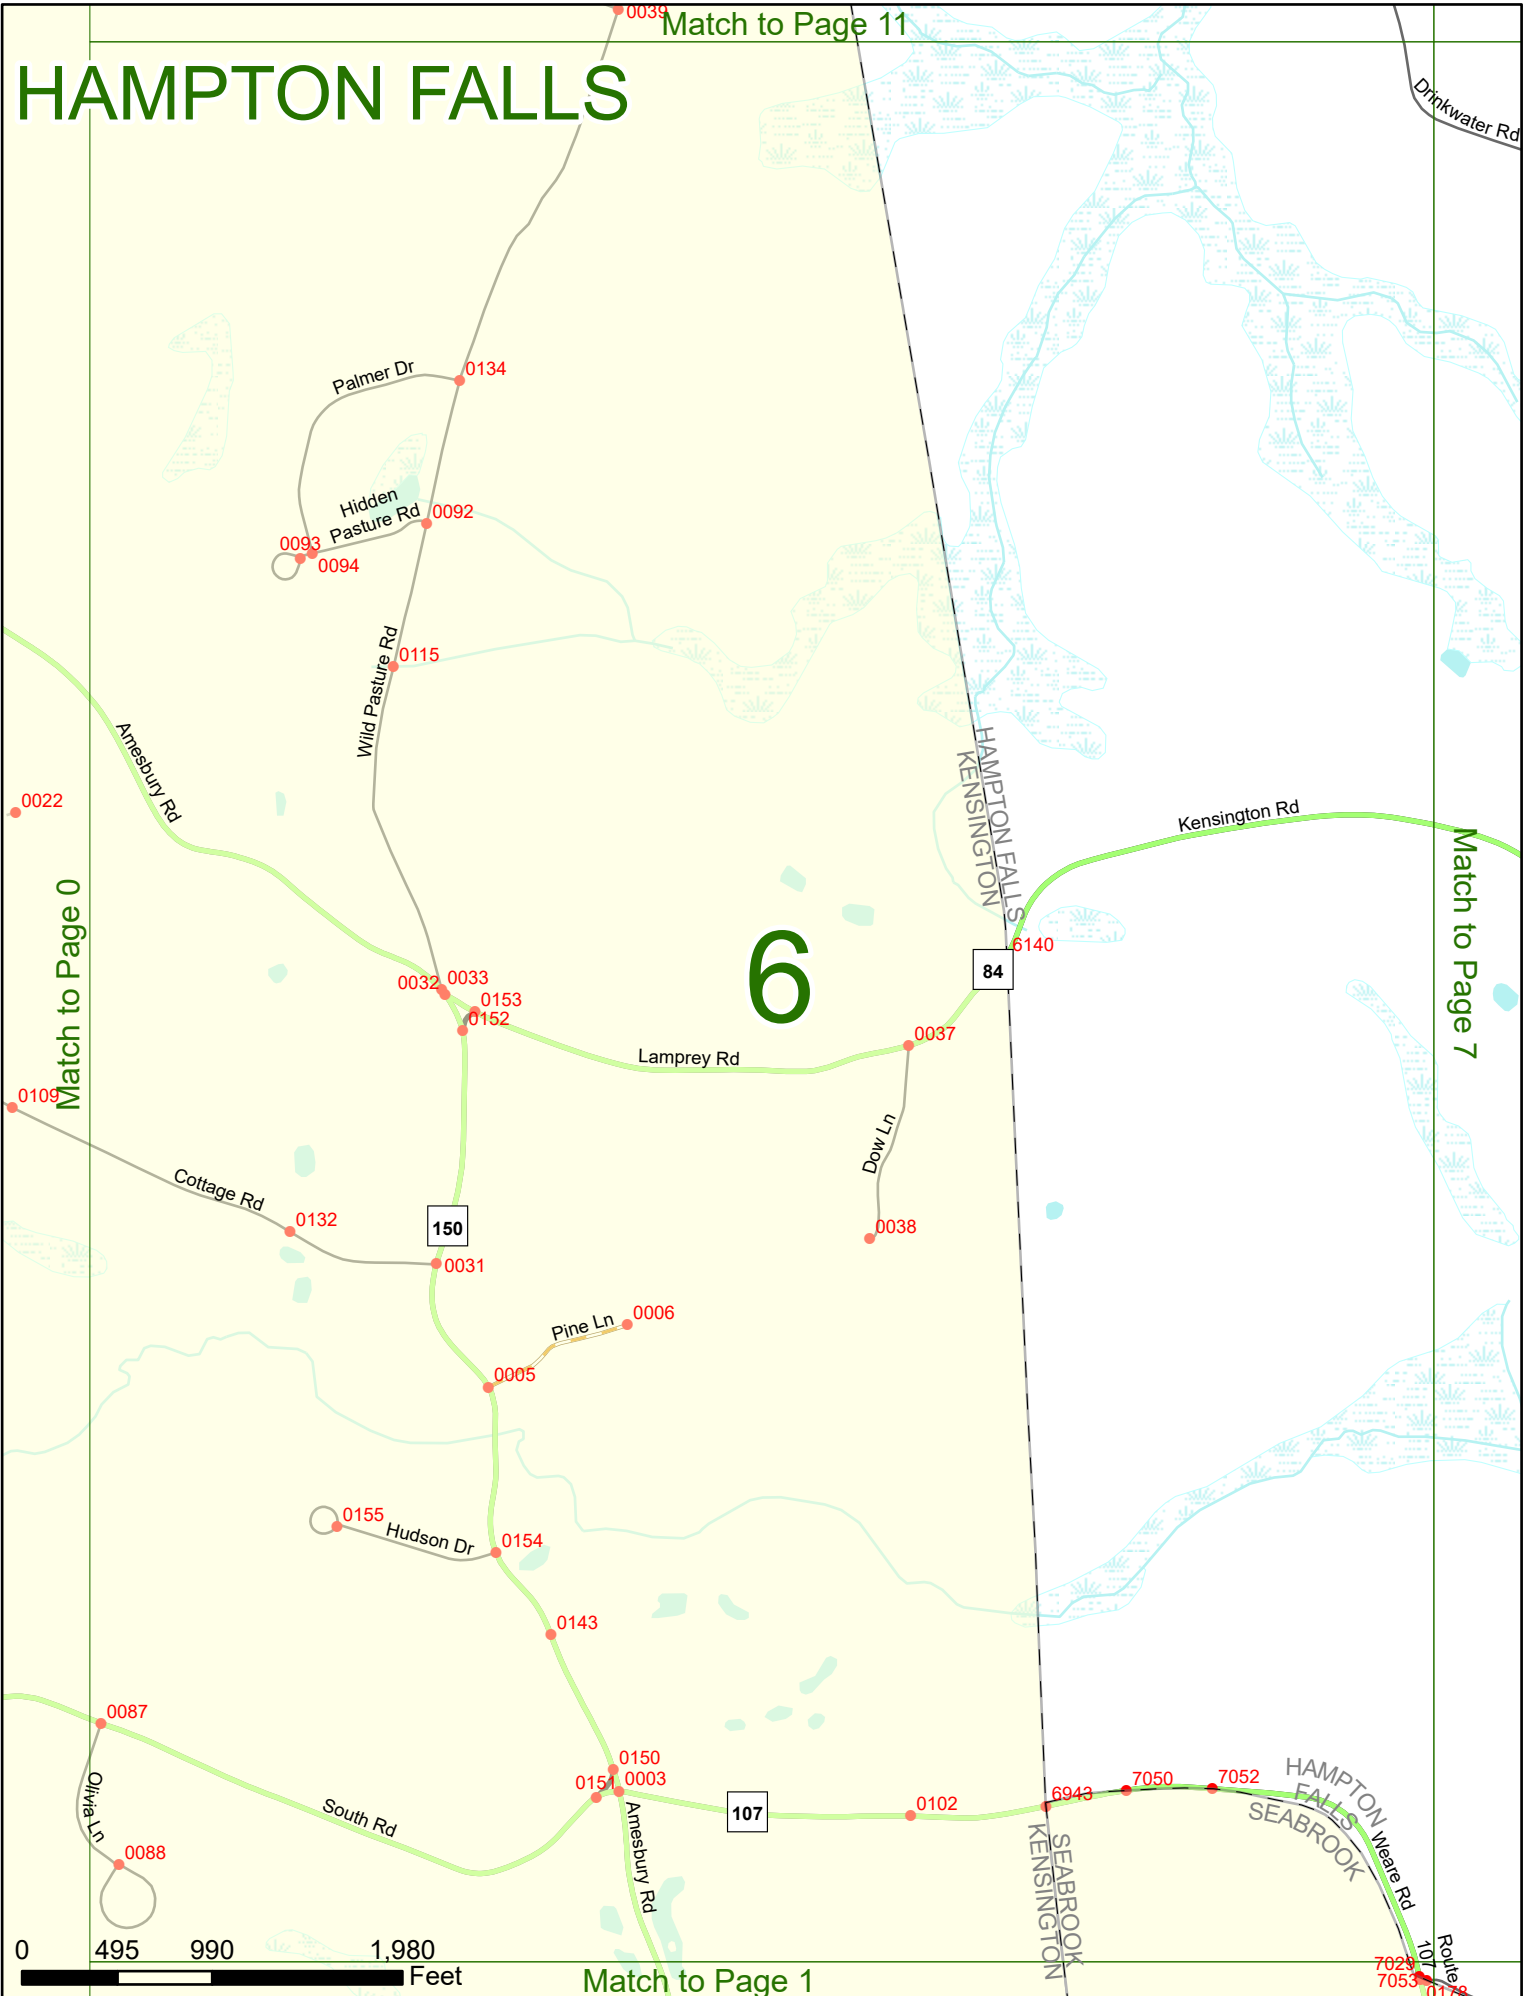 0039
Match to Page 11
HAMPTON FALLS
Drinkwater Rd
Palmer Dr
0134
Hidden
Pasture Rd
0092
0093
0094
Wild Pasture Rd
0115
Amesbury Rd
0022
HAMPTON FALLS
KENSINGTON
Kensington Rd
Match to Page 0
Match to Page 7
6
6140
84
0032
0033
0153
0152
0037
Lamprey Rd
0109
Dow Ln
Cottage Rd
0132
150
0038
0031
Pine Ln
0006
0005
0155
Hudson Dr
0154
0143
0087
0150
0151
0003
7050
7052
HAMPTON
FALLS
SEABROOK
6943
107
0102
Olivia Ln
South Rd
Amesbury Rd
SEABROOK
KENSINGTON
Weare Rd
0088
0
495
990
1,980
Feet
Match to Page 1
Route
107
7029
7053
0178